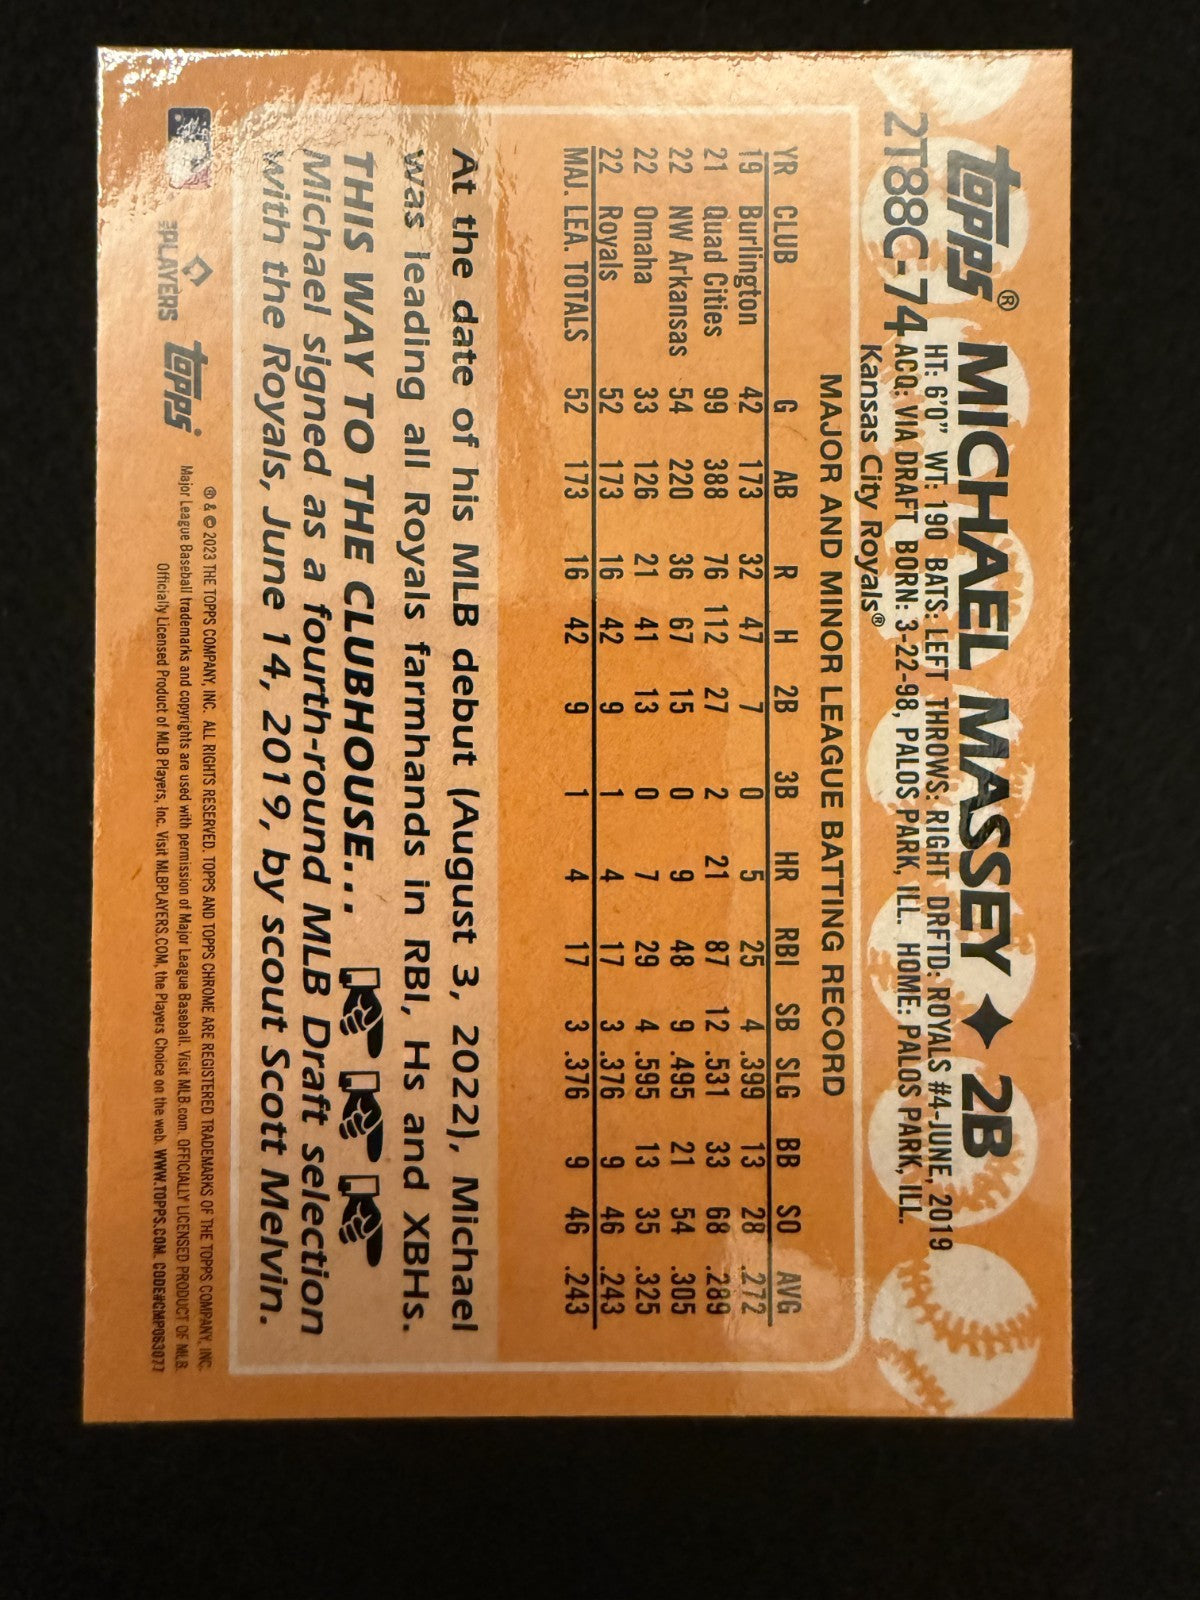 topps®
MICHAEL MASSEY ✦ 2B
2T88C-74
HT: 6'0" WT: 190 BATS: LEFT THROWS: RIGHT DRFTD: ROYALS #4-JUNE, 2019
ACQ: VIA DRAFT BORN: 3-22-98, PALOS PARK, ILL. HOME: PALOS PARK, ILL.
Kansas City Royals®
MAJOR AND MINOR LEAGUE BATTING RECORD
YR CLUB G AB R H 2B 3B HR RBI SB SLG BB SO AVG
19 Burlington 42 173 32 47 7 0 5 25 4 .399 13 28 .272
21 Quad Cities 99 388 76 112 27 2 21 87 12 .531 33 68 .289
22 NW Arkansas 54 220 36 67 15 0 9 48 9 .495 21 54 .305
22 Omaha 33 126 21 41 13 0 7 29 4 .595 13 35 .325
22 Royals 52 173 16 42 9 1 4 17 3 .376 9 46 .243
MAJ. LEA. TOTALS 52 173 16 42 9 1 4 17 3 .376 9 46 .243
At the date of his MLB debut (August 3, 2022), Michael
was leading all Royals farmhands in RBI, Hs and XBHs.
THIS WAY TO THE CLUBHOUSE...
Michael signed as a fourth-round MLB Draft selection
with the Royals, June 14, 2019, by scout Scott Melvin.
PLAYERS
topps®
® & © 2023 THE TOPPS COMPANY, INC. ALL RIGHTS RESERVED. TOPPS AND TOPPS CHROME ARE REGISTERED TRADEMARKS OF THE TOPPS COMPANY, INC.
Major League Baseball trademarks and copyrights are used with permission of Major League Baseball. Visit MLB.com. OFFICIALLY LICENSED PRODUCT OF MLB
Officially Licensed Product of MLB Players, Inc. Visit MLBPLAYERS.COM, the Players Choice on the web. WWW.TOPPS.COM. CODE#CMP083077